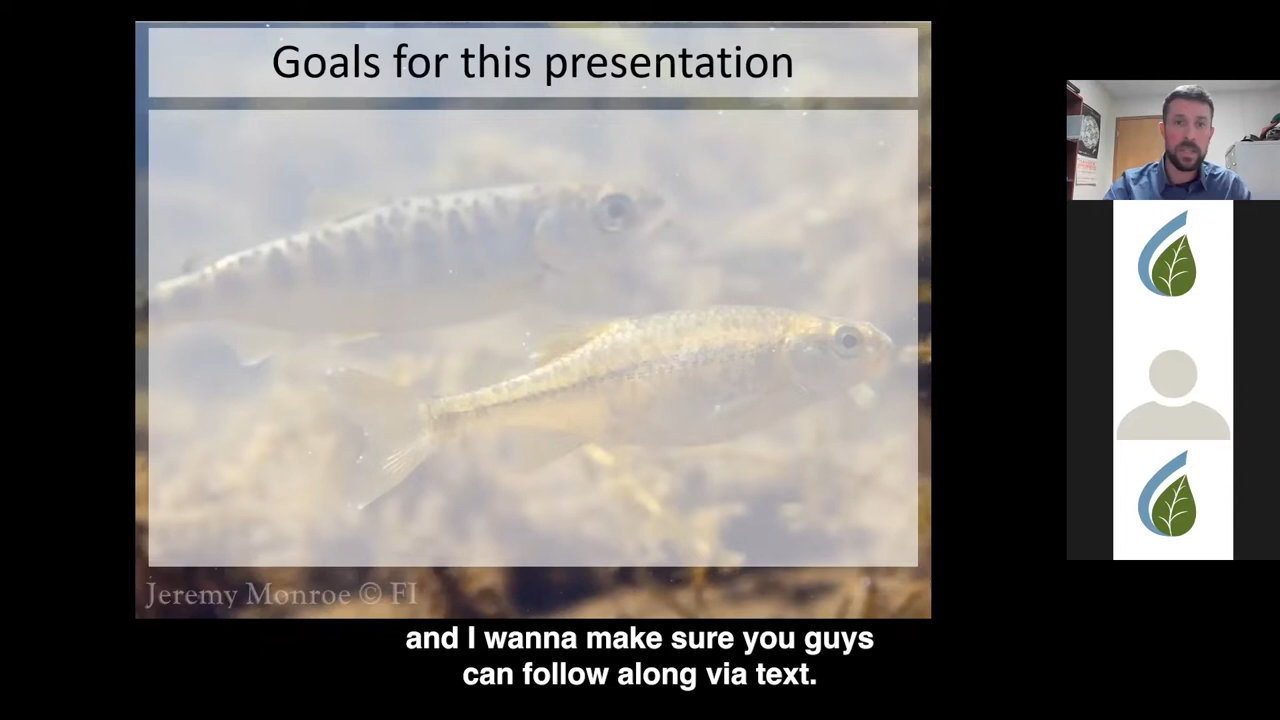 Goals for this presentation
Jeremy Monroe © FI
and I wanna make sure you guys
can follow along via text.